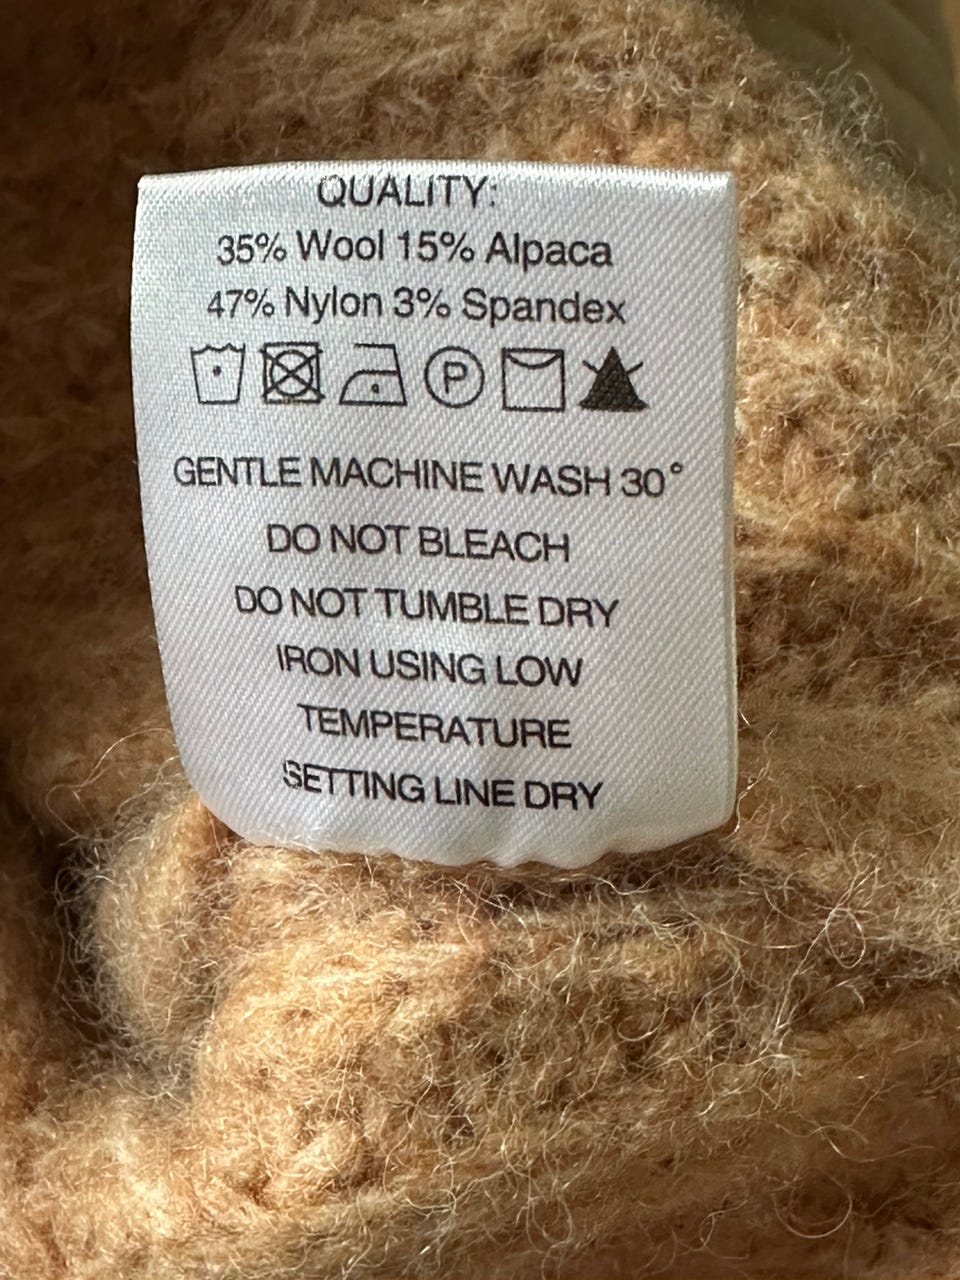 QUALITY:
35% Wool 15% Alpaca
47% Nylon 3% Spandex
P
GENTLE MACHINE WASH 30°
DO NOT BLEACH
DO NOT TUMBLE DRY
IRON USING LOW
TEMPERATURE
SETTING LINE DRY